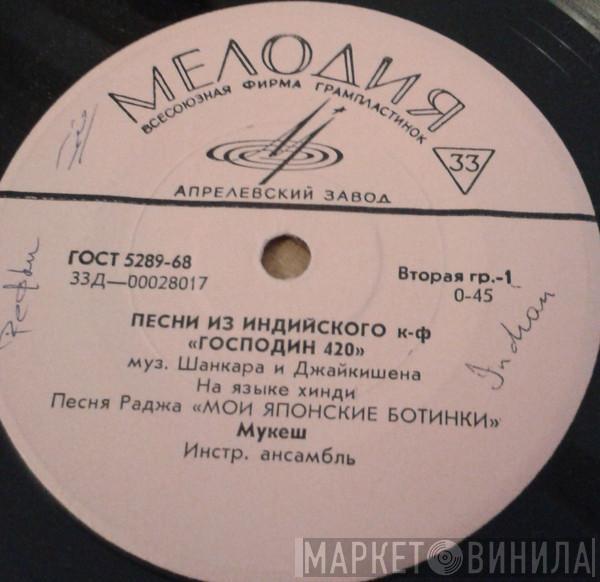 МЕЛОДИЯ
ВСЕСОЮЗНАЯ ФИРМА ГРАМПЛАСТИНОК
33
АПРЕЛЕВСКИЙ ЗАВОД
ГОСТ 5289-68
33Д—00028017
Вторая гр.-1
0-45
ПЕСНИ ИЗ ИНДИЙСКОГО к-ф
«ГОСПОДИН 420»
муз. Шанкара и Джайкишена
На языке хинди
Песня Раджа «МОИ ЯПОНСКИЕ БОТИНКИ»
Мукеш
Инстр. ансамбль
Indian
МАРКЕТ ВИНИЛА